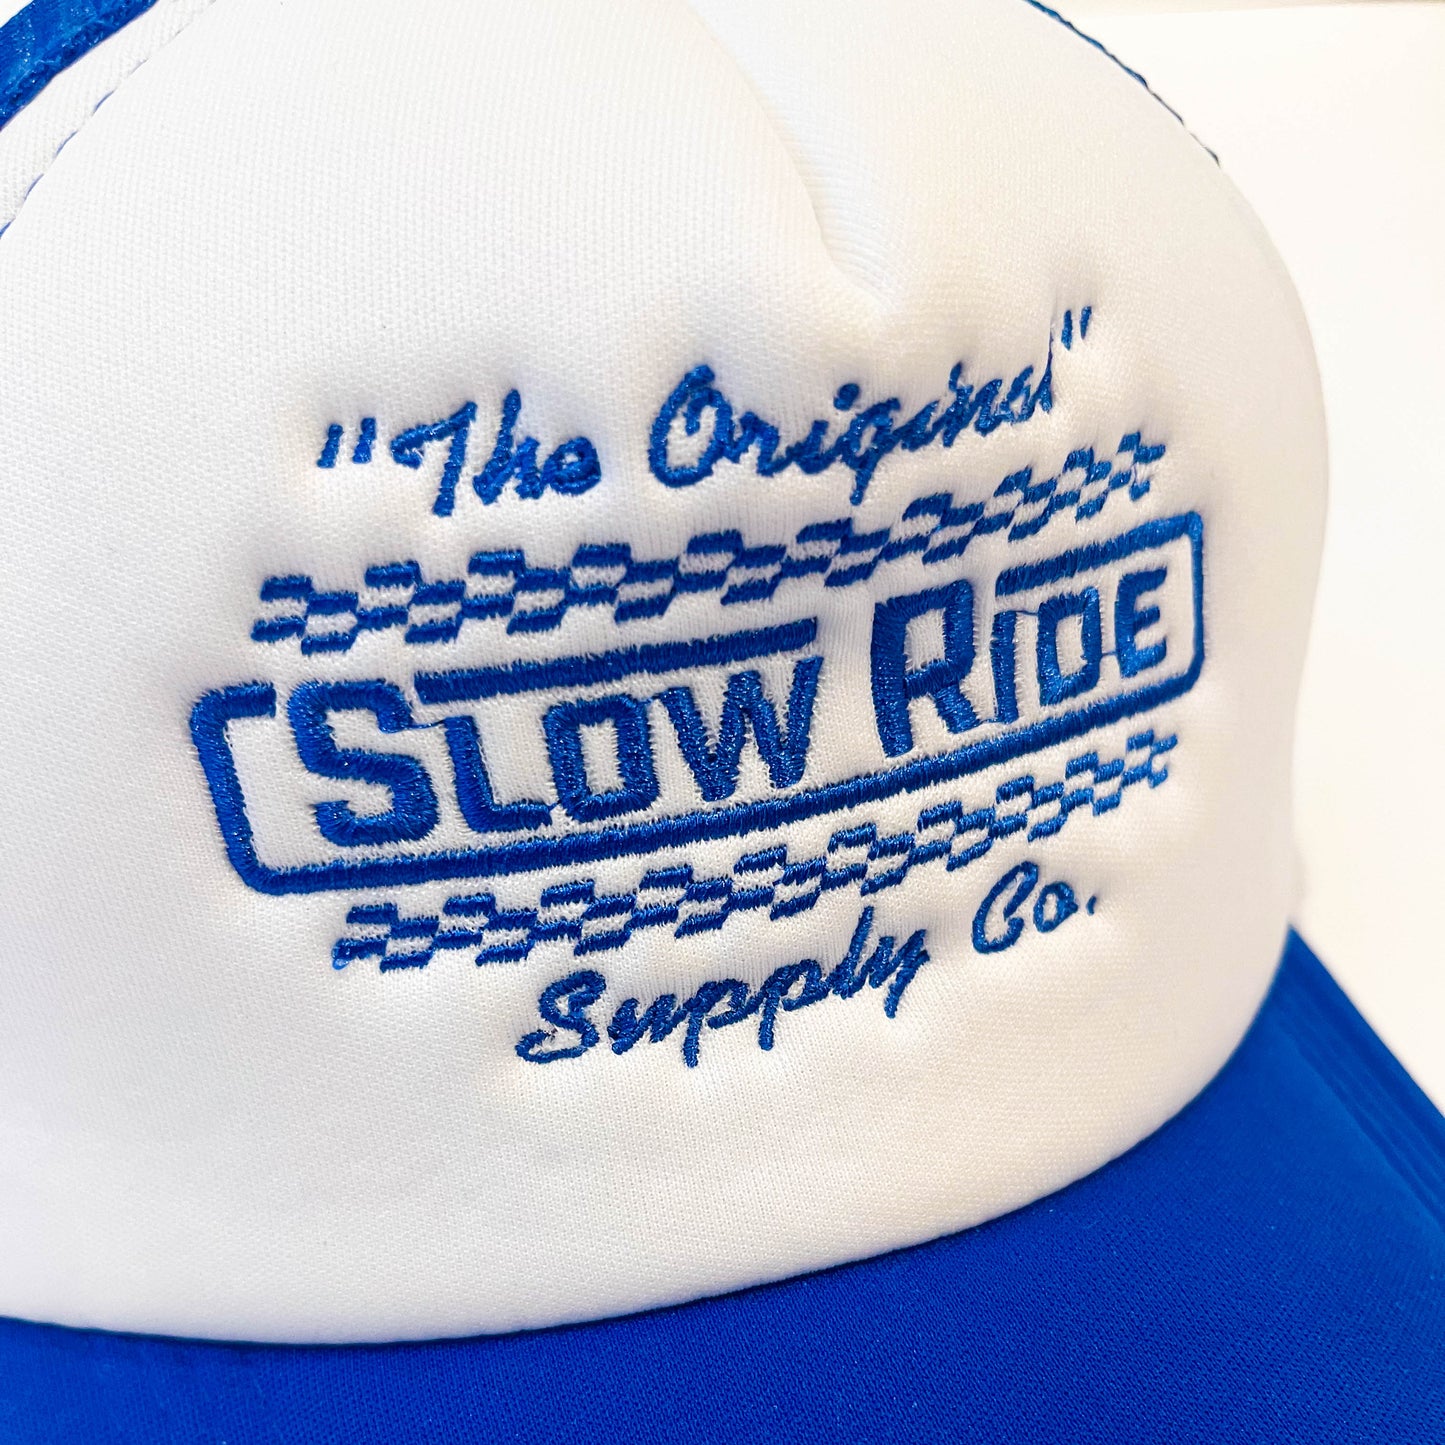 "The Original"
SLOW RIDE
Supply Co.